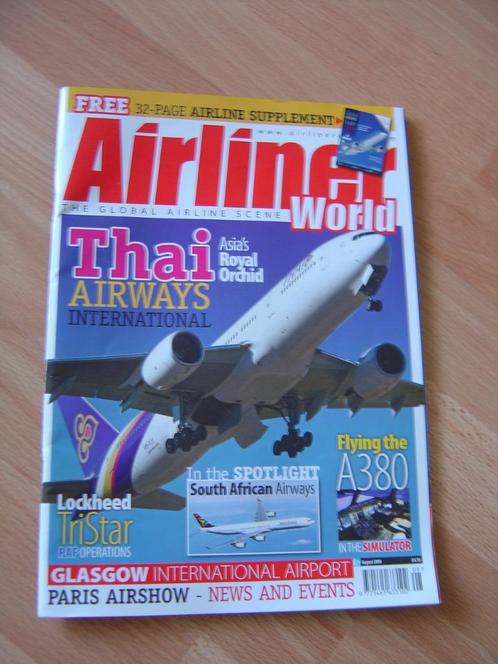 FREE 32-PAGE AIRLINE SUPPLEMENT
Airliner
World
THE GLOBAL AIRLINE SCENE
Thai
AIRWAYS
INTERNATIONAL
Asia's
Royal
Orchid
Flying the
A380
IN THE SIMULATOR
In the SPOTLIGHT
South African Airways
Lockheed
TriStar
RAF OPERATIONS
GLASGOW INTERNATIONAL AIRPORT
PARIS AIRSHOW - NEWS AND EVENTS